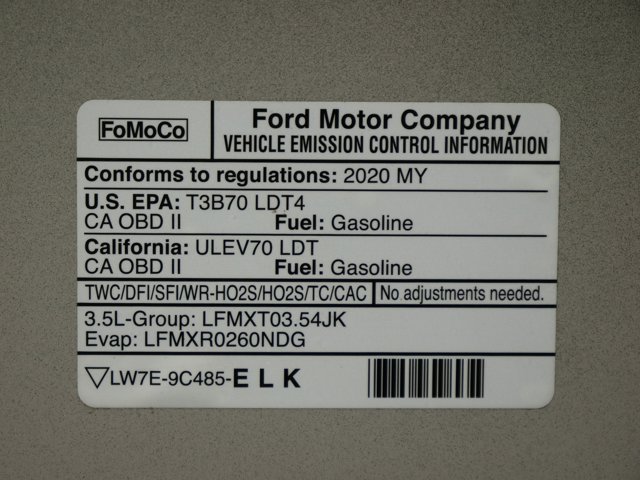 FoMoCo
Ford Motor Company
VEHICLE EMISSION CONTROL INFORMATION
Conforms to regulations: 2020 MY
U.S. EPA: T3B70 LDT4
CA OBD II Fuel: Gasoline
California: ULEV70 LDT
CA OBD II Fuel: Gasoline
TWC/DFI/SFI/WR-HO2S/HO2S/TC/CAC No adjustments needed.
3.5L-Group: LFMXT03.54JK
Evap: LFMXR0260NDG
▽LW7E-9C485-E L K